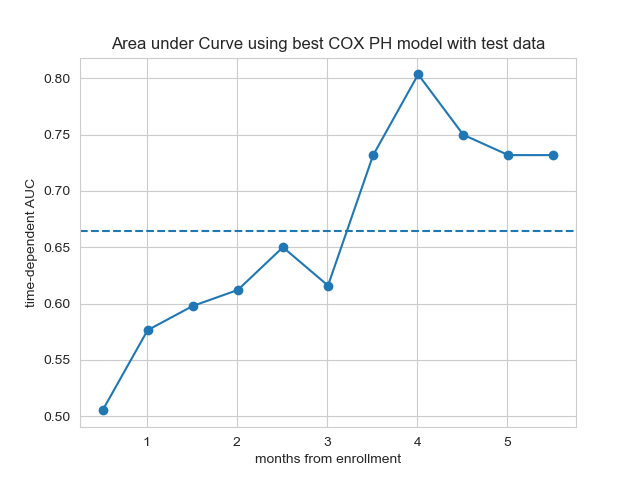 Area under Curve using best COX PH model with test data
time-dependent AUC
0.80
0.75
0.70
0.65
0.60
0.55
0.50
1 2 3 4 5
months from enrollment